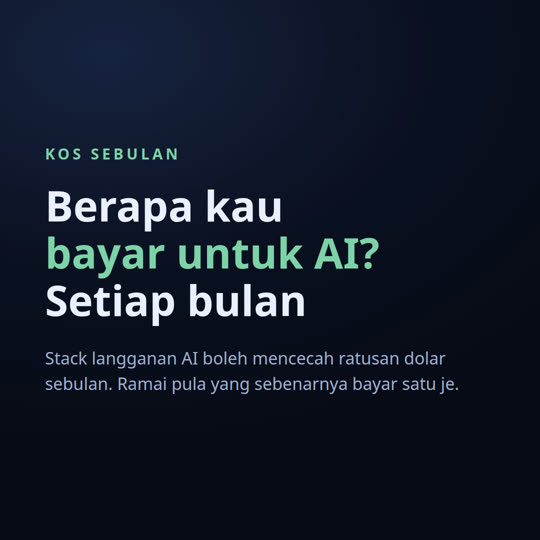 KOS SEBULAN
Berapa kau
bayar untuk AI?
Setiap bulan
Stack langganan AI boleh mencecah ratusan dolar
sebulan. Ramai pula yang sebenarnya bayar satu je.